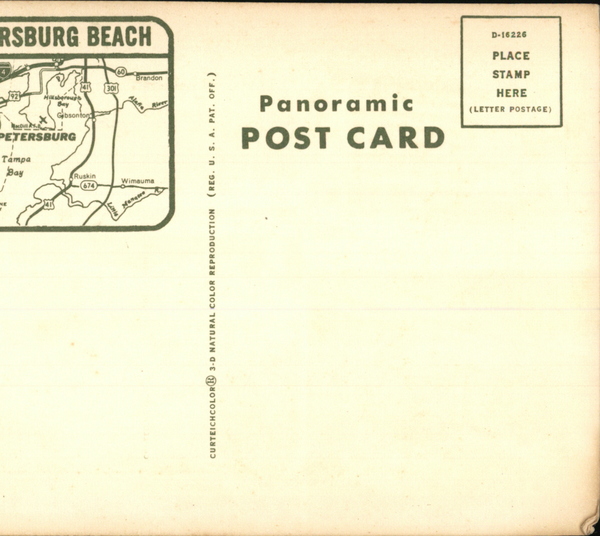 RSBURG BEACH
60
Brandon
41
301
92
Hillsborough
Bay
Alafia River
Gibsonton
PETERSBURG
Tampa
Bay
Ruskin
674
Wimauma
41
Little Manatee R.
CURTEICHCOLOR® 3-D NATURAL COLOR REPRODUCTION (REG. U. S. A. PAT. OFF.)
Panoramic
POST CARD
D-16226
PLACE
STAMP
HERE
(LETTER POSTAGE)